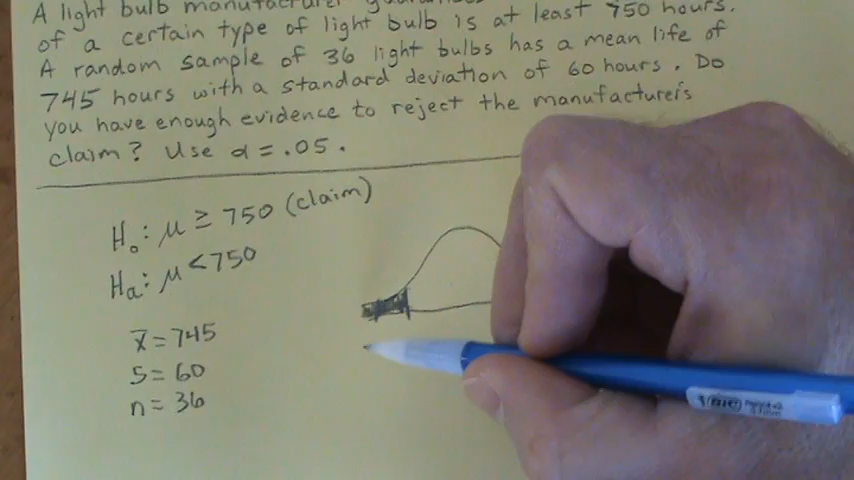 A light bulb manufacturer
of a certain type of light bulb is at least 750 hours.
A random sample of 36 light bulbs has a mean life of
745 hours with a standard deviation of 60 hours. Do
you have enough evidence to reject the manufacturer's
claim? Use α = .05.
H₀: μ ≥ 750 (claim)
Hₐ: μ < 750
x̄ = 745
s = 60
n = 36